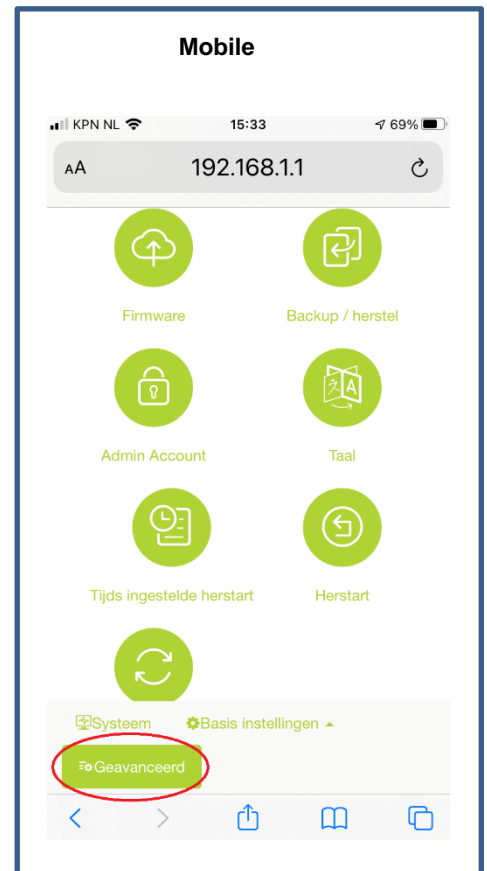 Mobile
KPN NL 15:33 69%
AA 192.168.1.1
Firmware Backup / herstel
Admin Account Taal
Tijds ingestelde herstart Herstart
Systeem Basis instellingen
Geavanceerd